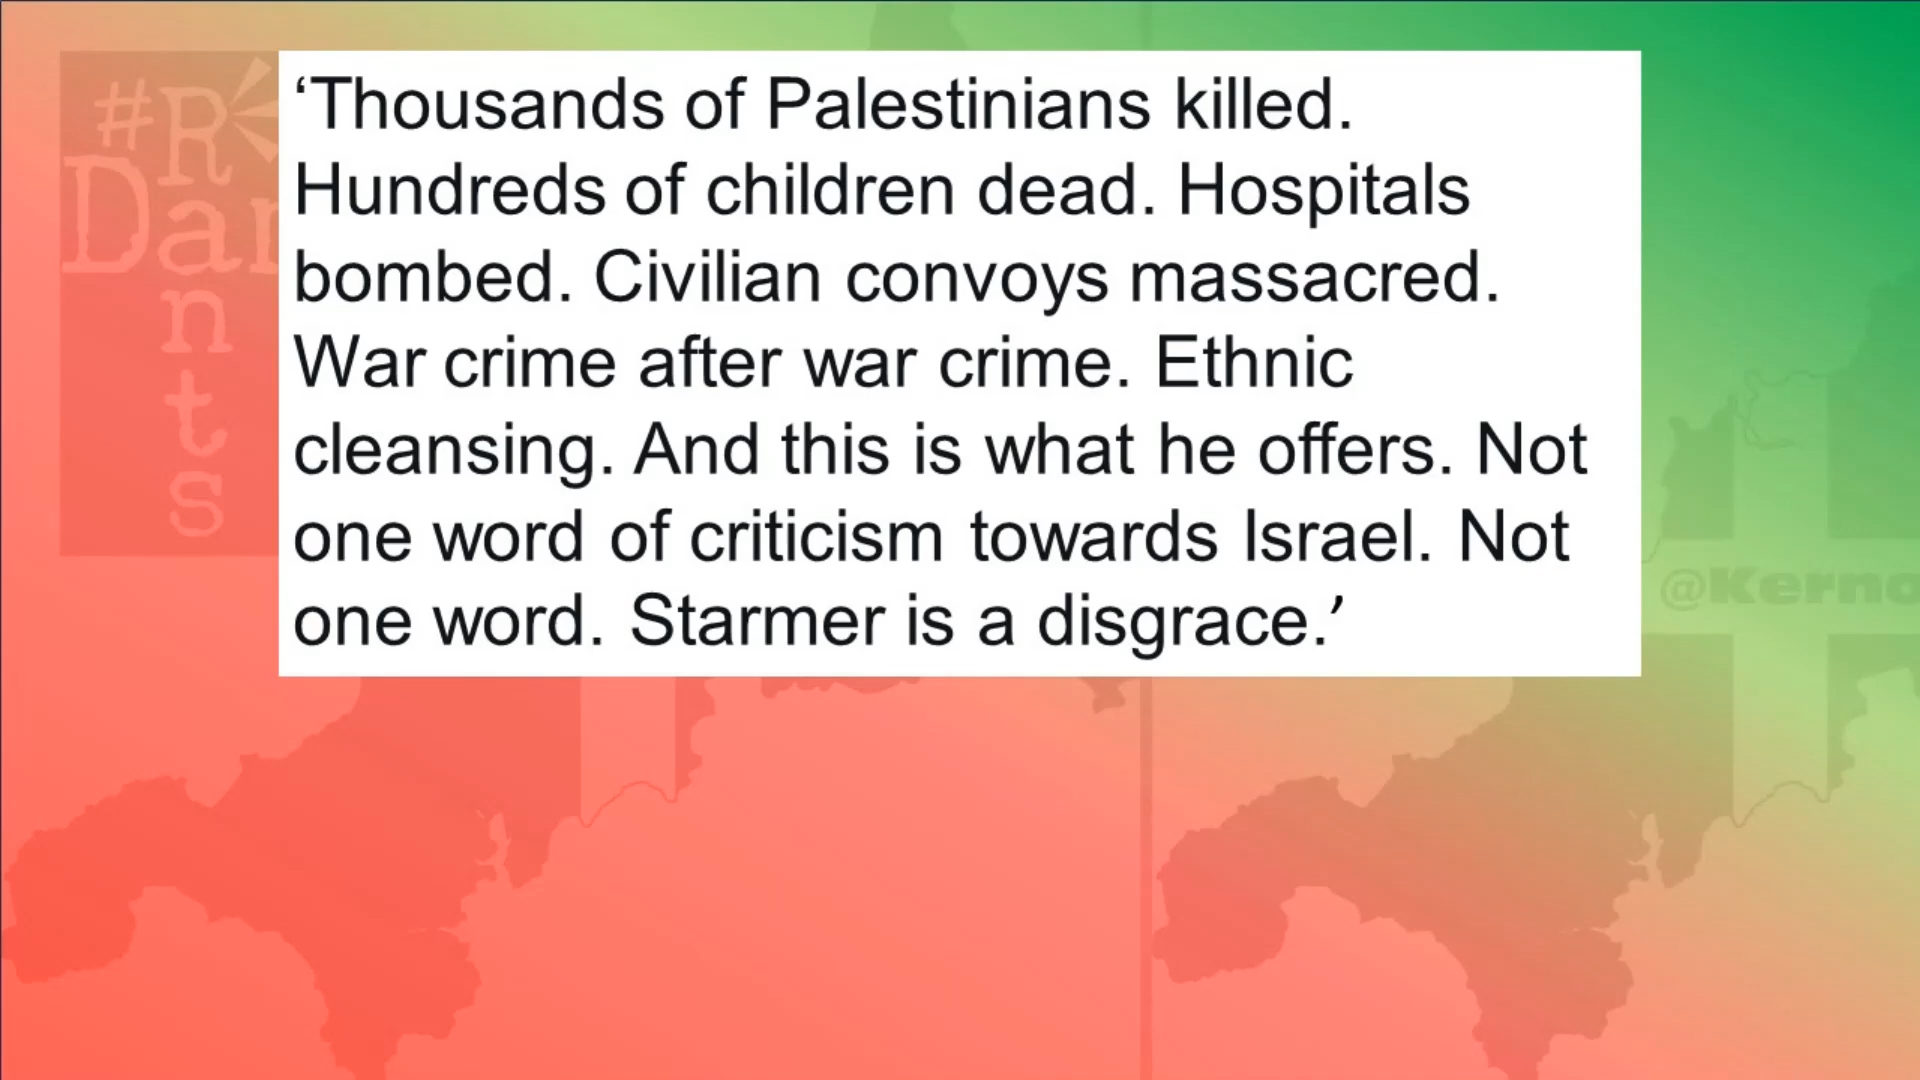 ‘Thousands of Palestinians killed.
Hundreds of children dead. Hospitals
bombed. Civilian convoys massacred.
War crime after war crime. Ethnic
cleansing. And this is what he offers. Not
one word of criticism towards Israel. Not
one word. Starmer is a disgrace.’
#R
Dan
n
t
s
@Kerno